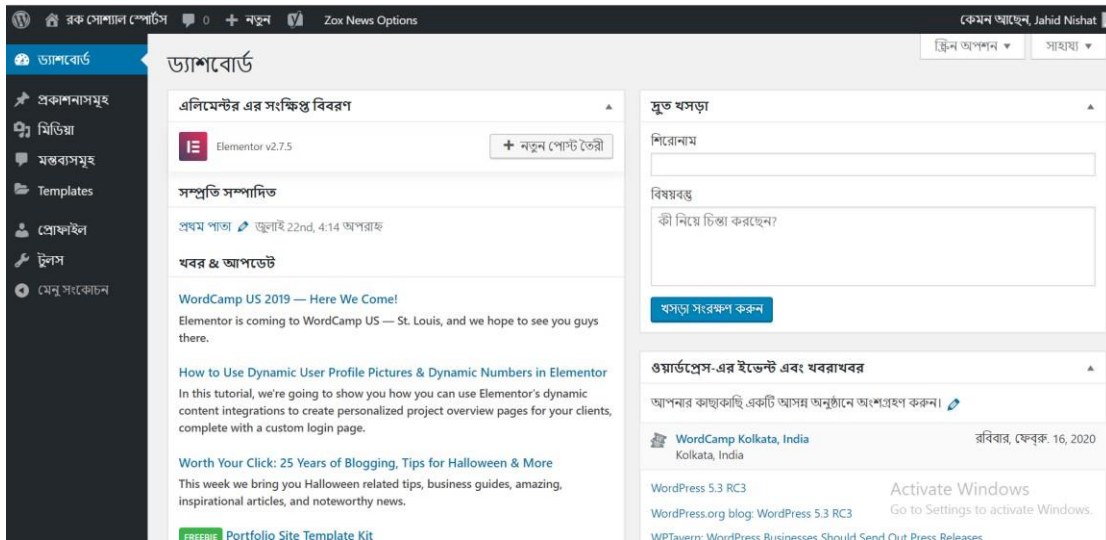 রক সোশ্যাল স্পোর্টস 0 + নতুন Zox News Options
কেমন আছেন, Jahid Nishat
স্ক্রিন অপশন ▼ সাহায্য ▼
ড্যাশবোর্ড
প্রকাশনাসমূহ
মিডিয়া
মন্তব্যসমূহ
Templates
প্রোফাইল
টুলস
মেনু সংকোচন
ড্যাশবোর্ড
এলিমেন্টর এর সংক্ষিপ্ত বিবরণ
Elementor v2.7.5
+ নতুন পোস্ট তৈরী
সম্প্রতি সম্পাদিত
প্রথম পাতা জুলাই 22nd, 4:14 অপরাহ্ন
খবর & আপডেট
WordCamp US 2019 — Here We Come!
Elementor is coming to WordCamp US — St. Louis, and we hope to see you guys
there.
How to Use Dynamic User Profile Pictures & Dynamic Numbers in Elementor
In this tutorial, we're going to show you how you can use Elementor's dynamic
content integrations to create personalized project overview pages for your clients,
complete with a custom login page.
Worth Your Click: 25 Years of Blogging, Tips for Halloween & More
This week we bring you Halloween related tips, business guides, amazing,
inspirational articles, and noteworthy news.
FREEBIE Portfolio Site Template Kit
দ্রুত খসড়া
শিরোনাম
বিষয়বস্তু
কী নিয়ে চিন্তা করছেন?
খসড়া সংরক্ষণ করুন
ওয়ার্ডপ্রেস-এর ইভেন্ট এবং খবরাখবর
আপনার কাছাকাছি একটি আসন্ন অনুষ্ঠানে অংশগ্রহণ করুন।
WordCamp Kolkata, India রবিবার, ফেব্রু. 16, 2020
Kolkata, India
WordPress 5.3 RC3
WordPress.org blog: WordPress 5.3 RC3
WPTavern: WordPress Businesses Should Send Out Press Releases
Activate Windows
Go to Settings to activate Windows.